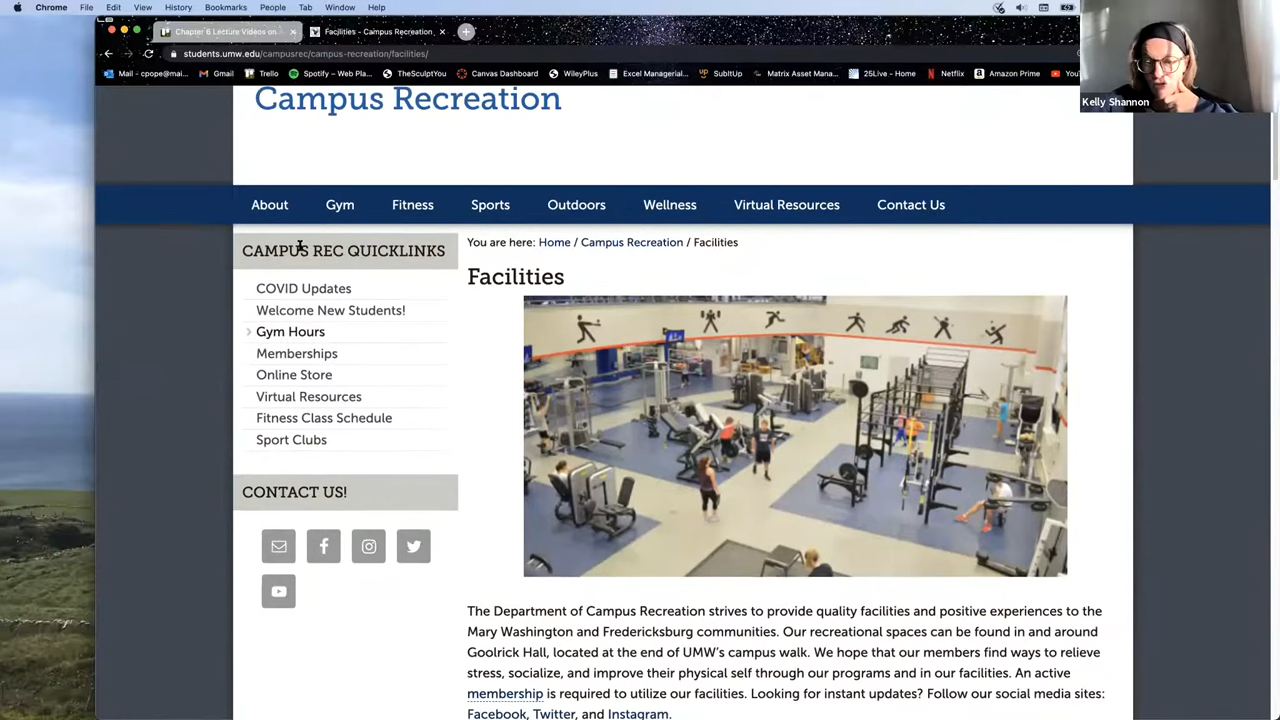 Chrome File Edit View History Bookmarks People Tab Window Help
Chapter 6 Lecture Videos on
Facilities - Campus Recreation
students.umw.edu/campusrec/campus-recreation/facilities/
Mail - cpope@mai... Gmail Trello Spotify – Web Pla... TheSculptYou Canvas Dashboard WileyPlus Excel Managerial... SubItUp Matrix Asset Mana... 25Live - Home Netflix Amazon Prime
Kelly Shannon
Campus Recreation
About Gym Fitness Sports Outdoors Wellness Virtual Resources Contact Us
CAMPUS REC QUICKLINKS
COVID Updates
Welcome New Students!
Gym Hours
Memberships
Online Store
Virtual Resources
Fitness Class Schedule
Sport Clubs
CONTACT US!
You are here: Home / Campus Recreation / Facilities
Facilities
The Department of Campus Recreation strives to provide quality facilities and positive experiences to the
Mary Washington and Fredericksburg communities. Our recreational spaces can be found in and around
Goolrick Hall, located at the end of UMW's campus walk. We hope that our members find ways to relieve
stress, socialize, and improve their physical self through our programs and in our facilities. An active
membership is required to utilize our facilities. Looking for instant updates? Follow our social media sites:
Facebook, Twitter, and Instagram.